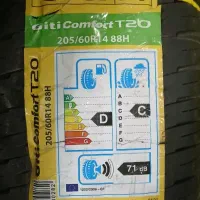 GitiComfort T20
205/60R14 88H
A
B
C
D
E
F
G
D
A
B
C
D
E
F
G
C
71 dB
GitiComfort T20
205/60R14 88H